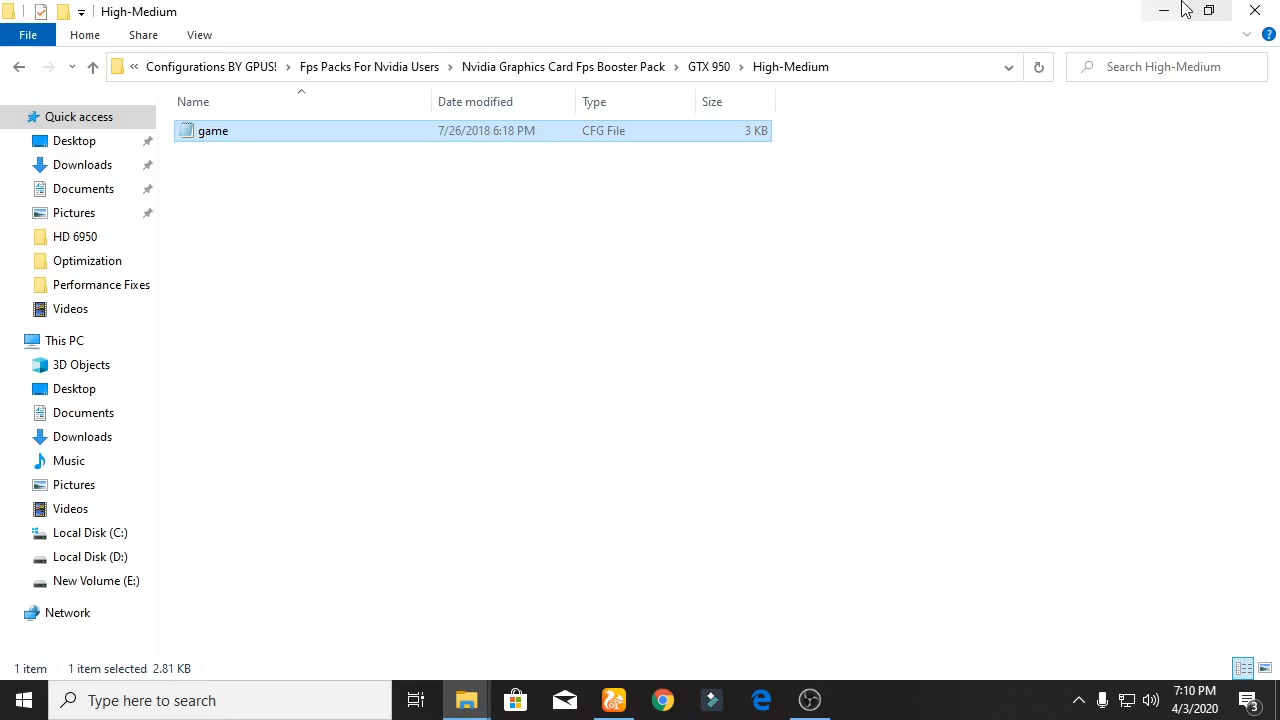 High-Medium
File Home Share View
« Configurations BY GPUS! › Fps Packs For Nvidia Users › Nvidia Graphics Card Fps Booster Pack › GTX 950 › High-Medium
Search High-Medium
Name Date modified Type Size
game 7/26/2018 6:18 PM CFG File 3 KB
Quick access
Desktop
Downloads
Documents
Pictures
HD 6950
Optimization
Performance Fixes
Videos
This PC
3D Objects
Desktop
Documents
Downloads
Music
Pictures
Videos
Local Disk (C:)
Local Disk (D:)
New Volume (E:)
Network
1 item 1 item selected 2.81 KB
Type here to search
7:10 PM
4/3/2020
3